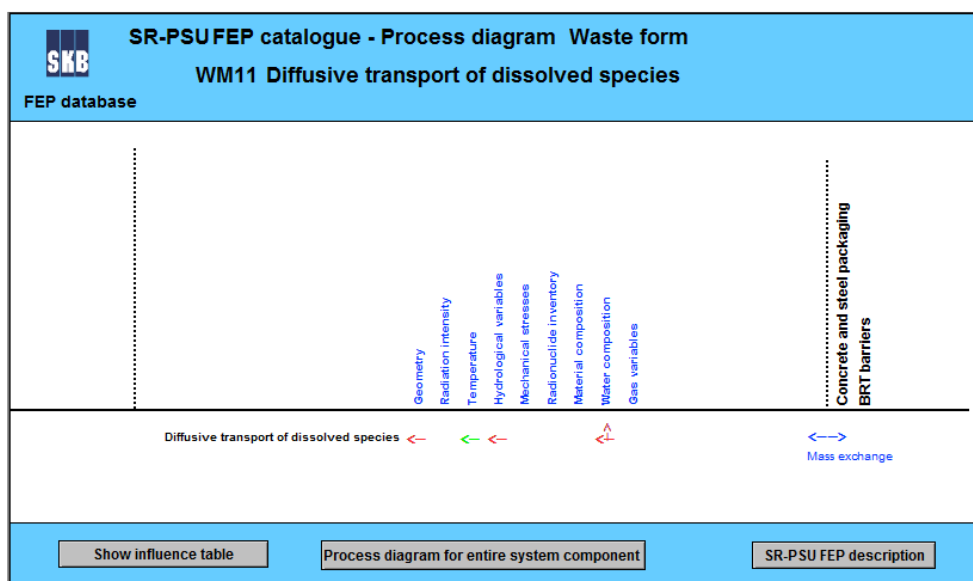 SR-PSU FEP catalogue - Process diagram Waste form
WM11 Diffusive transport of dissolved species
SKB
FEP database
Geometry
Radiation intensity
Temperature
Hydrological variables
Mechanical stresses
Radionuclide inventory
Material composition
Water composition
Gas variables
Concrete and steel packaging
BRT barriers
Diffusive transport of dissolved species
Mass exchange
Show influence table
Process diagram for entire system component
SR-PSU FEP description